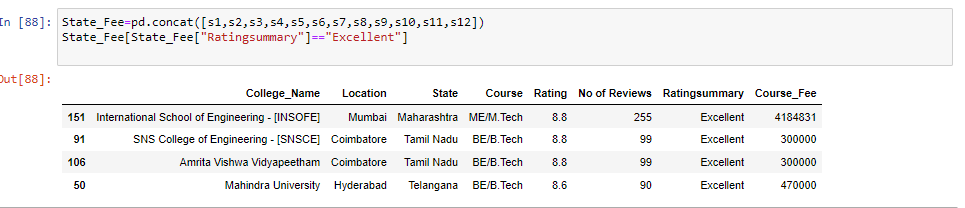 In [88]: State_Fee=pd.concat([s1,s2,s3,s4,s5,s6,s7,s8,s9,s10,s11,s12])
State_Fee[State_Fee["Ratingsummary"]=="Excellent"]
Out[88]:
College_Name Location State Course Rating No of Reviews Ratingsummary Course_Fee
151 International School of Engineering - [INSOFE] Mumbai Maharashtra ME/M.Tech 8.8 255 Excellent 4184831
91 SNS College of Engineering - [SNSCE] Coimbatore Tamil Nadu BE/B.Tech 8.8 99 Excellent 300000
106 Amrita Vishwa Vidyapeetham Coimbatore Tamil Nadu BE/B.Tech 8.8 99 Excellent 300000
50 Mahindra University Hyderabad Telangana BE/B.Tech 8.6 90 Excellent 470000